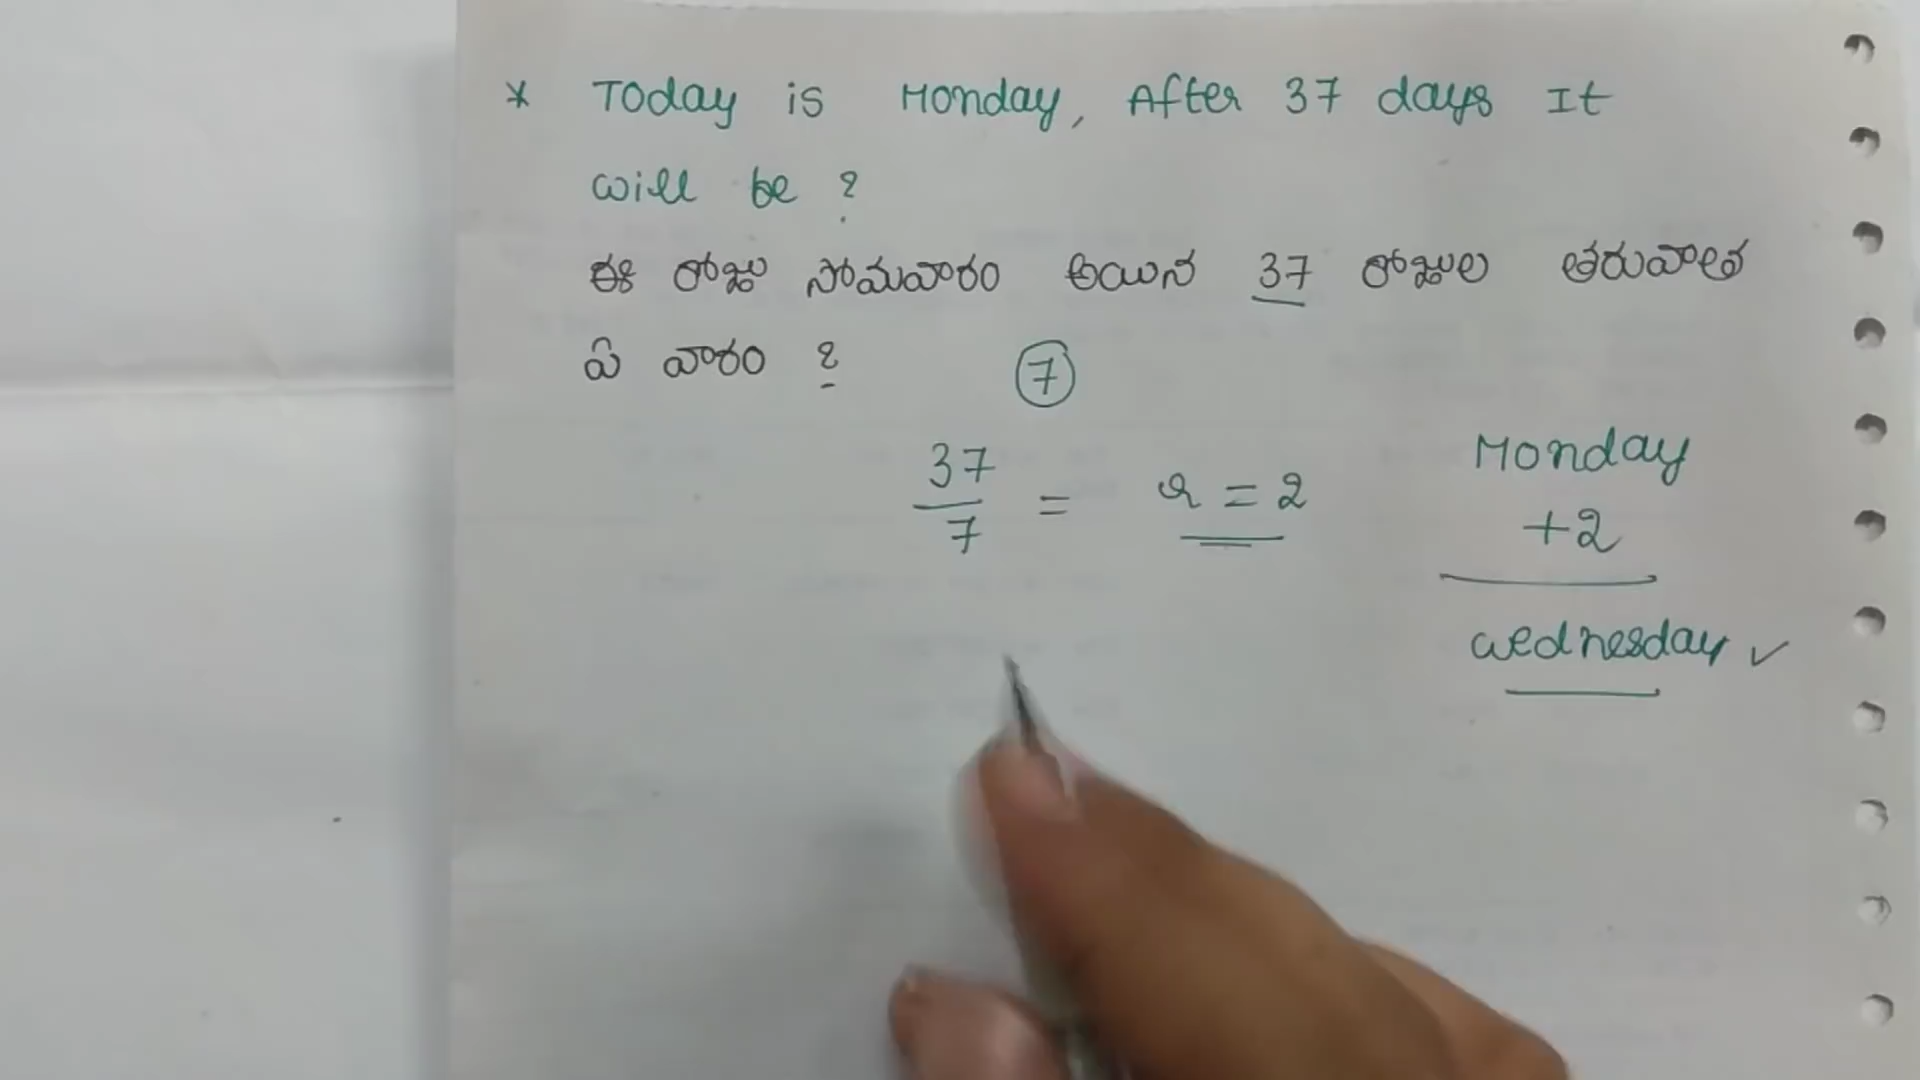 * Today is Monday, After 37 days It
will be ?
ఈ రోజు సోమవారం అయిన 37 రోజుల తరువాత
ఏ వారం ?
7
37/7 = r = 2
Monday
+2
wednesday ✓